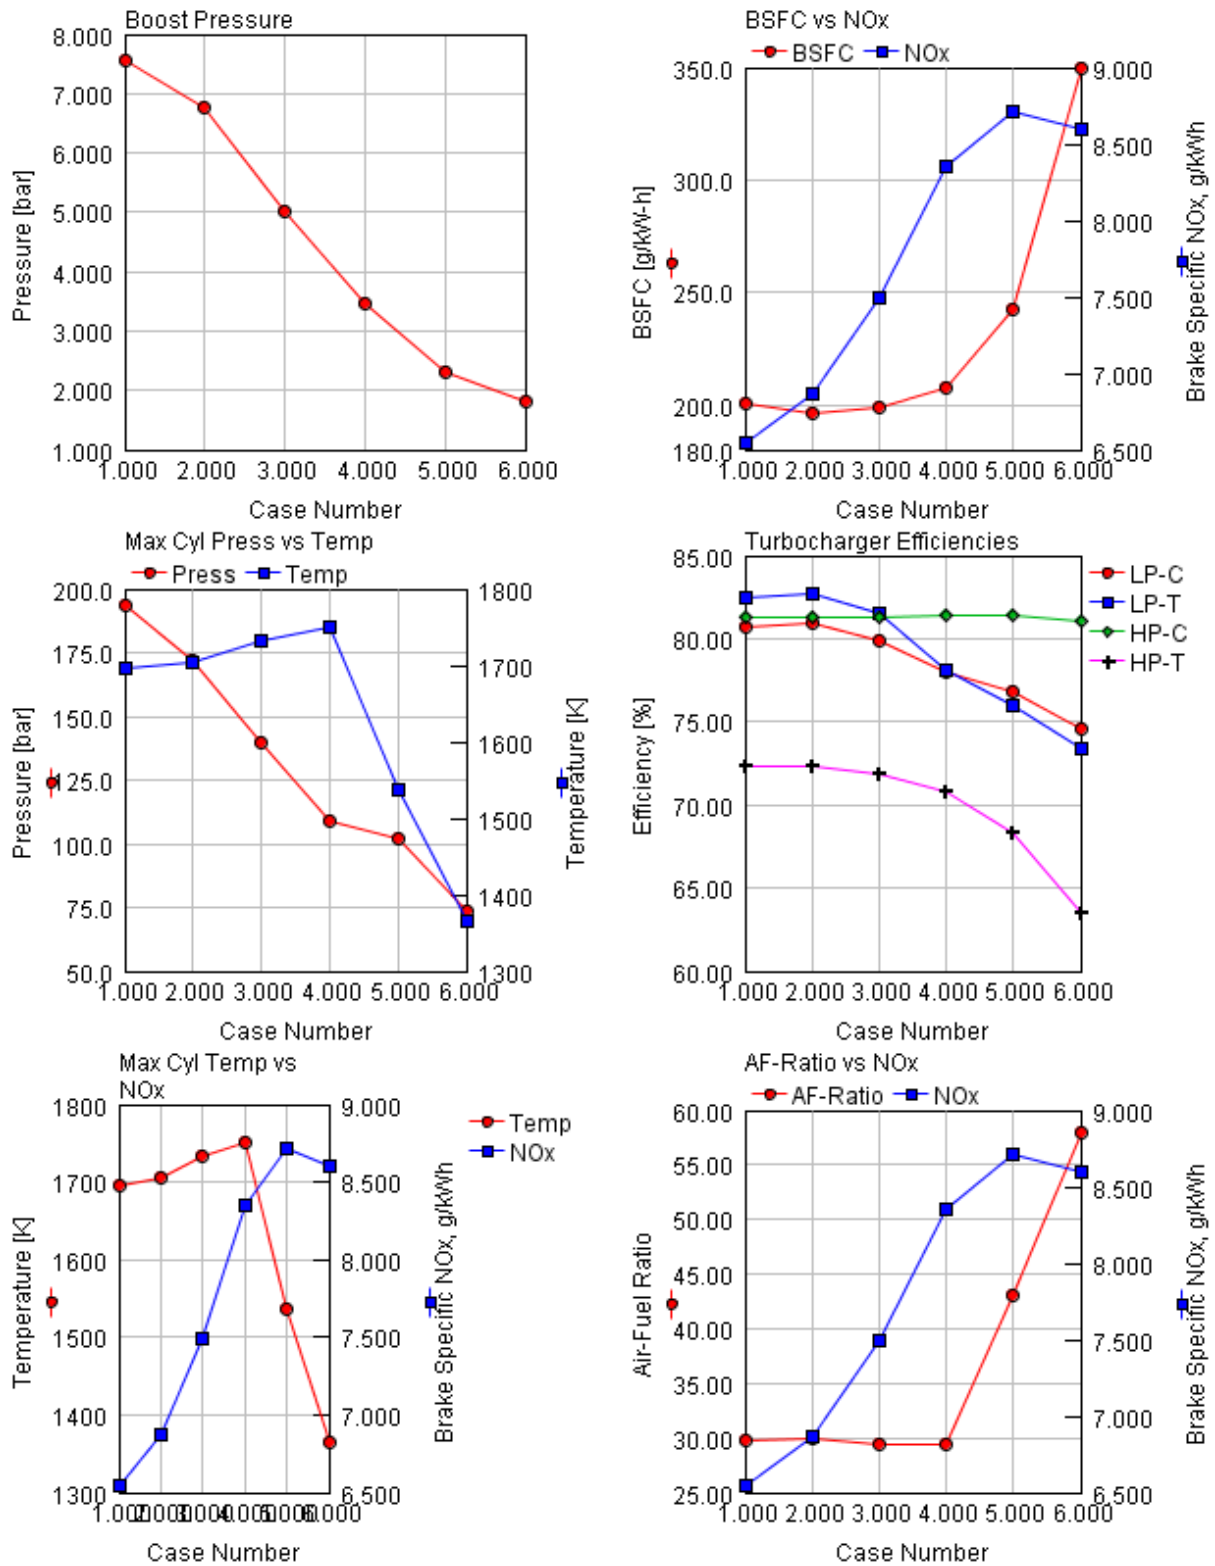 Boost Pressure
8.000
7.000
6.000
5.000
4.000
3.000
2.000
1.000
Pressure [bar]
1.000 2.000 3.000 4.000 5.000 6.000
Case Number
BSFC vs NOx
BSFC NOx
350.0
300.0
250.0
200.0
180.0
BSFC [g/kW-h]
9.000
8.500
8.000
7.500
7.000
6.500
Brake Specific NOx, g/kWh
1.000 2.000 3.000 4.000 5.000 6.000
Case Number
Max Cyl Press vs Temp
Press Temp
200.0
175.0
150.0
125.0
100.0
75.0
50.0
Pressure [bar]
1800
1700
1600
1500
1400
1300
Temperature [K]
1.000 2.000 3.000 4.000 5.000 6.000
Case Number
Turbocharger Efficiencies
85.00
80.00
75.00
70.00
65.00
60.00
Efficiency [%]
LP-C
LP-T
HP-C
HP-T
1.000 2.000 3.000 4.000 5.000 6.000
Case Number
Max Cyl Temp vs
NOx
1800
1700
1600
1500
1400
1300
Temperature [K]
9.000
8.500
8.000
7.500
7.000
6.500
Brake Specific NOx, g/kWh
Temp
NOx
1.000 2.000 3.000 4.000 5.000 6.000
Case Number
AF-Ratio vs NOx
AF-Ratio NOx
60.00
55.00
50.00
45.00
40.00
35.00
30.00
25.00
Air-Fuel Ratio
9.000
8.500
8.000
7.500
7.000
6.500
Brake Specific NOx, g/kWh
1.000 2.000 3.000 4.000 5.000 6.000
Case Number